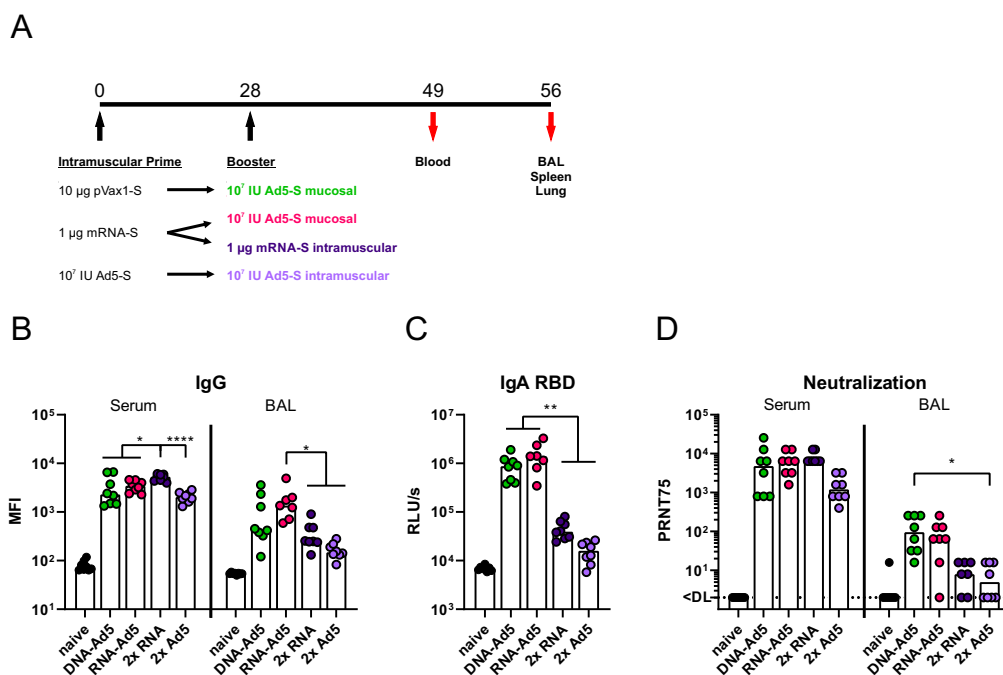 A
0 28 49 56
Intramuscular Prime Booster Blood BAL
Spleen
Lung
10 µg pVax1-S 10⁷ IU Ad5-S mucosal
10⁷ IU Ad5-S mucosal
1 µg mRNA-S
1 µg mRNA-S intramuscular
10⁷ IU Ad5-S 10⁷ IU Ad5-S intramuscular
B
IgG
Serum BAL
* ****
*
MFI
10⁵
10⁴
10³
10²
10¹
naive DNA-Ad5 RNA-Ad5 2x RNA 2x Ad5
naive DNA-Ad5 RNA-Ad5 2x RNA 2x Ad5
C
IgA RBD
**
RLU/s
10⁷
10⁶
10⁵
10⁴
10³
naive DNA-Ad5 RNA-Ad5 2x RNA 2x Ad5
D
Neutralization
Serum BAL
*
PRNT75
10⁵
10⁴
10³
10²
10¹
<DL
naive DNA-Ad5 RNA-Ad5 2x RNA 2x Ad5
naive DNA-Ad5 RNA-Ad5 2x RNA 2x Ad5